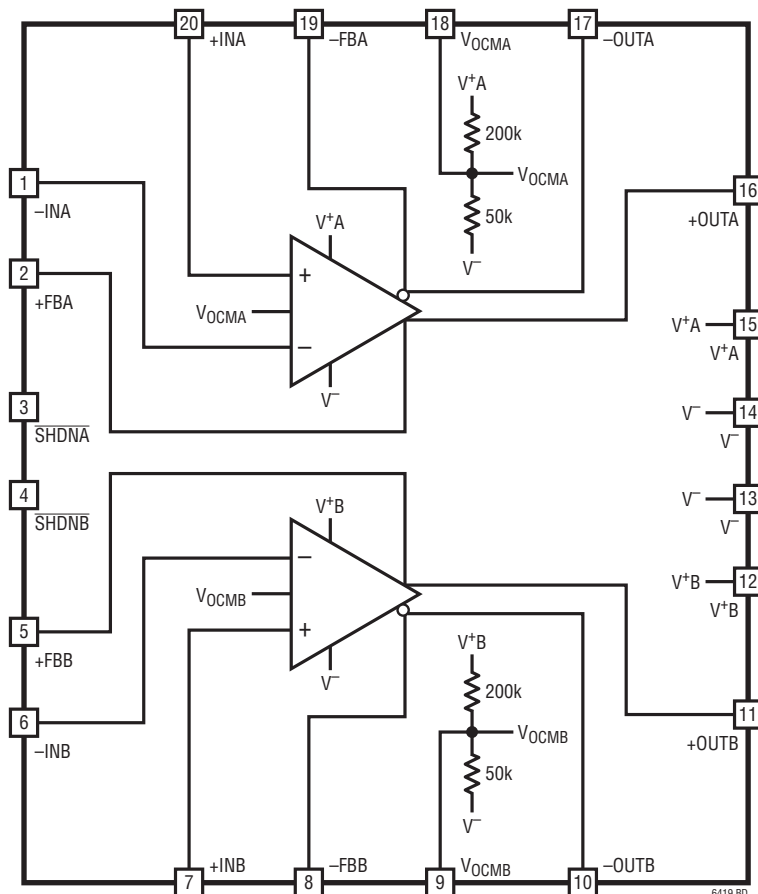 20
19
18
17
+INA
–FBA
VOCMA
–OUTA
V+A
200k
1
VOCMA
16
–INA
50k
+OUTA
V+A
2
V–
+FBA
+
VOCMA
V+A
15
–
V+A
V–
3
V–
14
SHDNA
V–
4
V+B
V–
13
SHDNB
V–
–
V+B
12
VOCMB
V+B
5
+
+FBB
V+B
V–
200k
6
VOCMB
11
–INB
+OUTB
50k
V–
+INB
–FBB
VOCMB
–OUTB
7
8
9
10
6419 BD